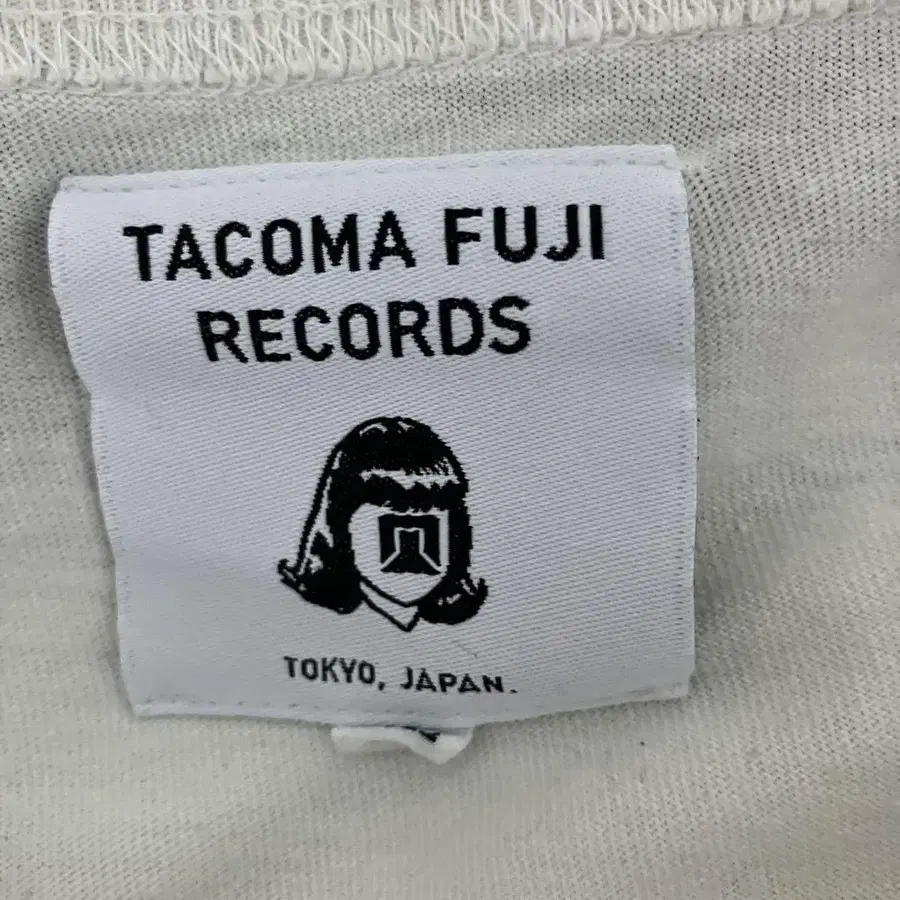 TACOMA FUJI
RECORDS
TOKYO, JAPAN.